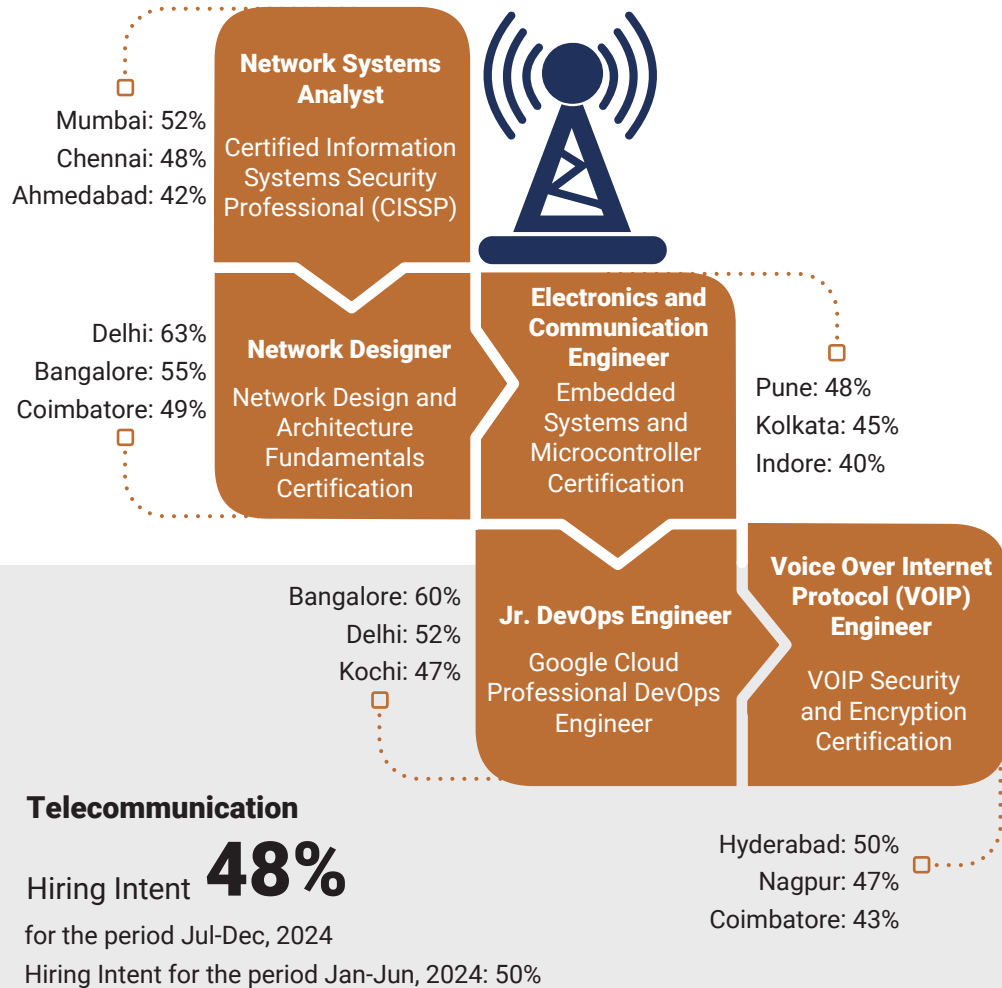 Network Systems
Analyst
Certified Information
Systems Security
Professional (CISSP)
Mumbai: 52%
Chennai: 48%
Ahmedabad: 42%
Delhi: 63%
Bangalore: 55%
Coimbatore: 49%
Network Designer
Network Design and
Architecture
Fundamentals
Certification
Electronics and
Communication
Engineer
Embedded
Systems and
Microcontroller
Certification
Pune: 48%
Kolkata: 45%
Indore: 40%
Bangalore: 60%
Delhi: 52%
Kochi: 47%
Jr. DevOps Engineer
Google Cloud
Professional DevOps
Engineer
Voice Over Internet
Protocol (VOIP)
Engineer
VOIP Security
and Encryption
Certification
Hyderabad: 50%
Nagpur: 47%
Coimbatore: 43%
Telecommunication
Hiring Intent 48%
for the period Jul-Dec, 2024
Hiring Intent for the period Jan-Jun, 2024: 50%